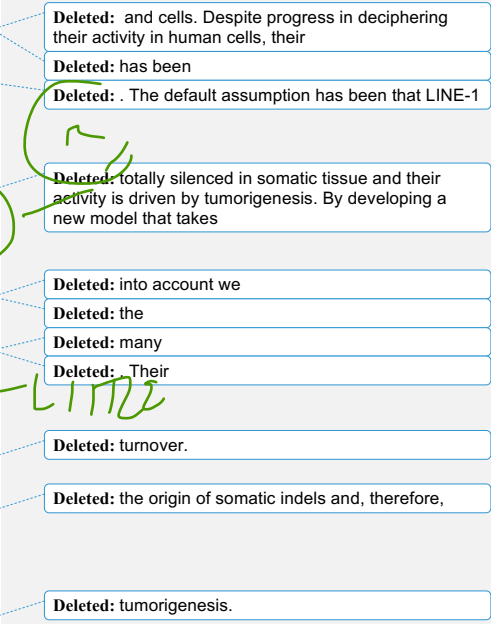 Deleted: and cells. Despite progress in deciphering
their activity in human cells, their
Deleted: has been
Deleted: . The default assumption has been that LINE-1
Deleted: totally silenced in somatic tissue and their
activity is driven by tumorigenesis. By developing a
new model that takes
Deleted: into account we
Deleted: the
Deleted: many
Deleted: . Their
Deleted: turnover.
Deleted: the origin of somatic indels and, therefore,
Deleted: tumorigenesis.